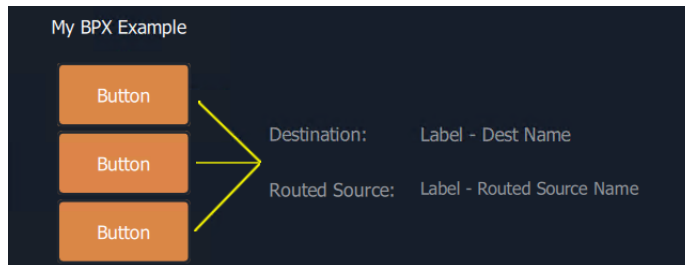 My BPX Example
Button
Button
Button
Destination: Label - Dest Name
Routed Source: Label - Routed Source Name